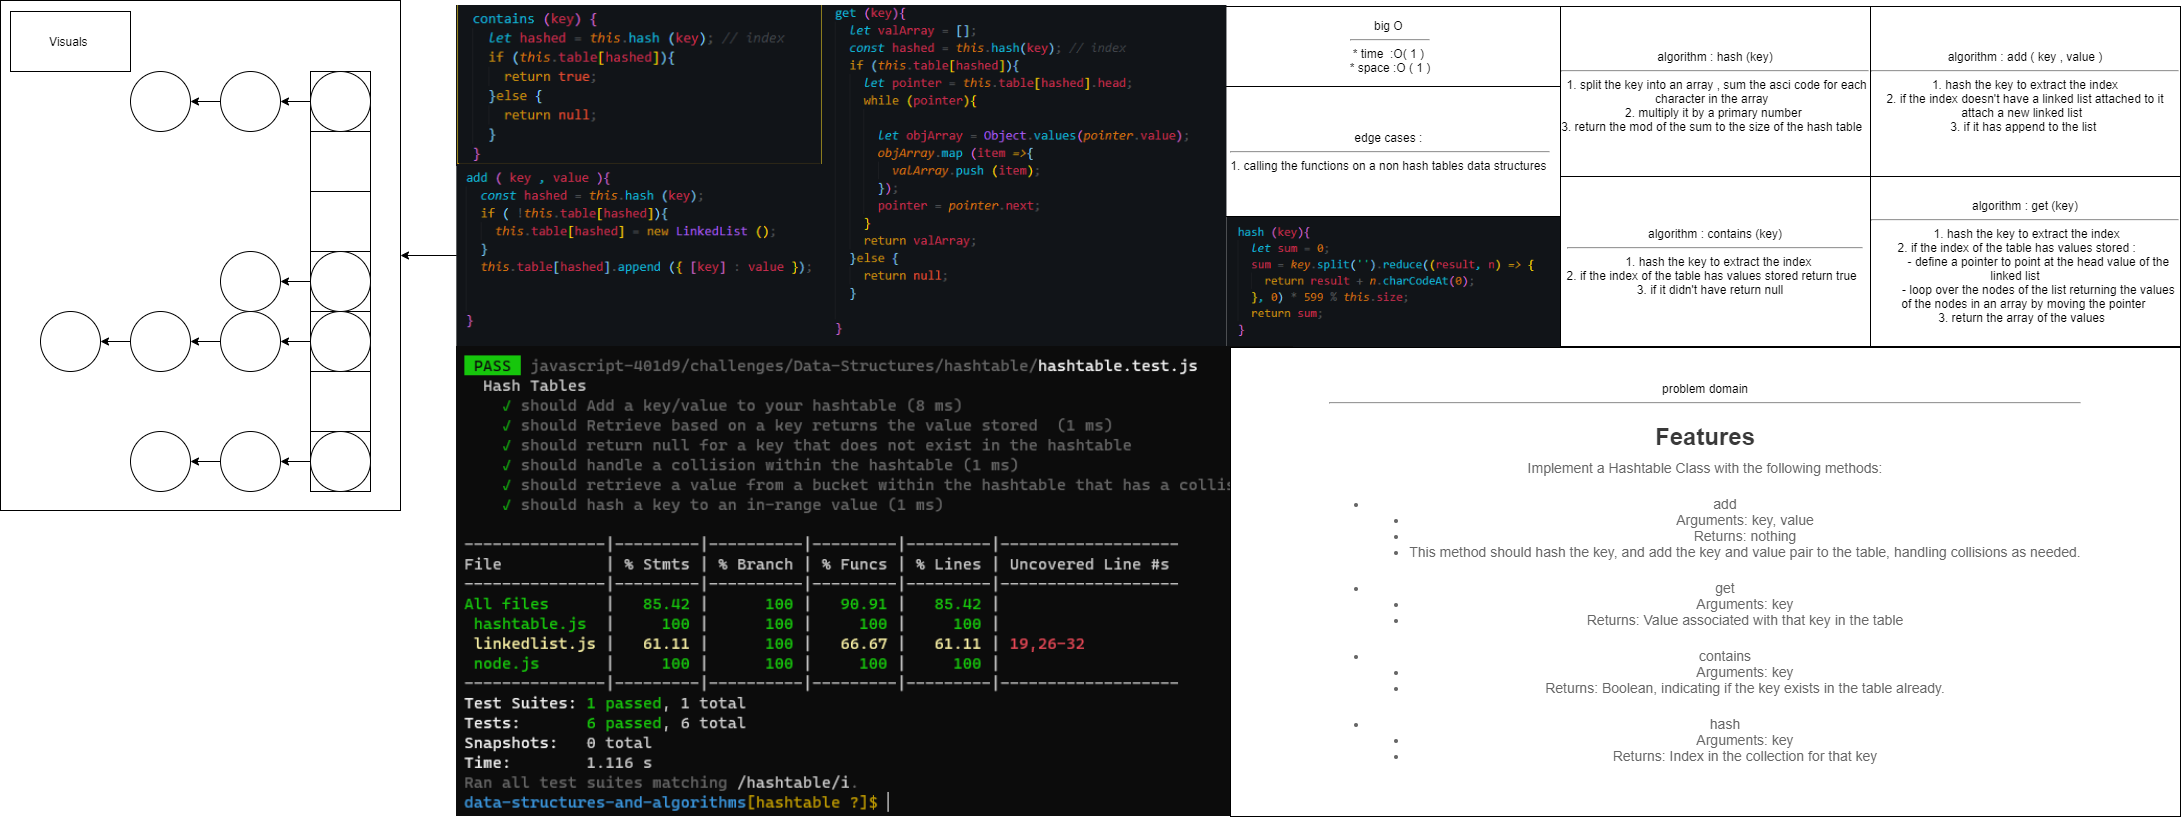 Visuals
contains (key) {
let hashed = this.hash (key); // index
if (this.table[hashed]){
return true;
}else {
return null;
}
}
add ( key , value ){
const hashed = this.hash (key);
if ( !this.table[hashed]){
this.table[hashed] = new LinkedList ();
}
this.table[hashed].append ({ [key] : value });
}
get (key){
let valArray = [];
const hashed = this.hash(key); // index
if (this.table[hashed]){
let pointer = this.table[hashed].head;
while (pointer){
let objArray = Object.values(pointer.value);
objArray.map (item =>{
valArray.push (item);
});
pointer = pointer.next;
}
return valArray;
}else {
return null;
}
}
big O
* time :O( 1 )
* space :O ( 1 )
edge cases :
1. calling the functions on a non hash tables data structures
hash (key){
let sum = 0;
sum = key.split('').reduce((result, n) => {
return result + n.charCodeAt(0);
}, 0) * 599 % this.size;
return sum;
}
algorithm : hash (key)
1. split the key into an array , sum the asci code for each
character in the array
2. multiply it by a primary number
3. return the mod of the sum to the size of the hash table
algorithm : add ( key , value )
1. hash the key to extract the index
2. if the index doesn't have a linked list attached to it
attach a new linked list
3. if it has append to the list
algorithm : contains (key)
1. hash the key to extract the index
2. if the index of the table has values stored return true
3. if it didn't have return null
algorithm : get (key)
1. hash the key to extract the index
2. if the index of the table has values stored :
- define a pointer to point at the head value of the
linked list
- loop over the nodes of the list returning the values
of the nodes in an array by moving the pointer
3. return the array of the values
PASS javascript-401d9/challenges/Data-Structures/hashtable/hashtable.test.js
Hash Tables
✓ should Add a key/value to your hashtable (8 ms)
✓ should Retrieve based on a key returns the value stored (1 ms)
✓ should return null for a key that does not exist in the hashtable
✓ should handle a collision within the hashtable (1 ms)
✓ should retrieve a value from a bucket within the hashtable that has a collis
✓ should hash a key to an in-range value (1 ms)
---------------|---------|----------|---------|---------|-------------------
File | % Stmts | % Branch | % Funcs | % Lines | Uncovered Line #s
---------------|---------|----------|---------|---------|-------------------
All files | 85.42 | 100 | 90.91 | 85.42 |
hashtable.js | 100 | 100 | 100 | 100 |
linkedlist.js | 61.11 | 100 | 66.67 | 61.11 | 19,26-32
node.js | 100 | 100 | 100 | 100 |
---------------|---------|----------|---------|---------|-------------------
Test Suites: 1 passed, 1 total
Tests: 6 passed, 6 total
Snapshots: 0 total
Time: 1.116 s
Ran all test suites matching /hashtable/i.
data-structures-and-algorithms[hashtable ?]$
problem domain
Features
Implement a Hashtable Class with the following methods:
• add
• Arguments: key, value
• Returns: nothing
• This method should hash the key, and add the key and value pair to the table, handling collisions as needed.
• get
• Arguments: key
• Returns: Value associated with that key in the table
• contains
• Arguments: key
• Returns: Boolean, indicating if the key exists in the table already.
• hash
• Arguments: key
• Returns: Index in the collection for that key